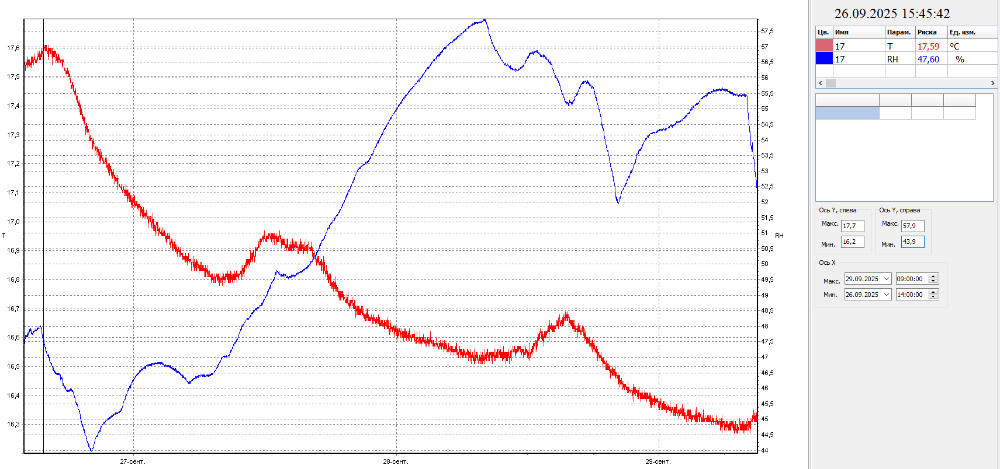 26.09.2025 15:45:42
Цв. Имя Парам. Риска Ед. изм.
17 T 17,59 °C
17 RH 47,60 %
Ось Y, слева
Макс. 17,7
Мин. 16,2
Ось Y, справа
Макс. 57,9
Мин. 43,9
Ось X
Макс. 29.09.2025 09:00:00
Мин. 26.09.2025 14:00:00
17,6
17,5
17,4
17,3
17,2
17,1
17,0
16,9
16,8
16,7
16,6
16,5
16,4
16,3
T
57,5
57
56,5
56
55,5
55
54,5
54
53,5
53
52,5
52
51,5
51
50,5
50
49,5
49
48,5
48
47,5
47
46,5
46
45,5
45
44,5
44
RH
27-сент.
28-сент.
29-сент.